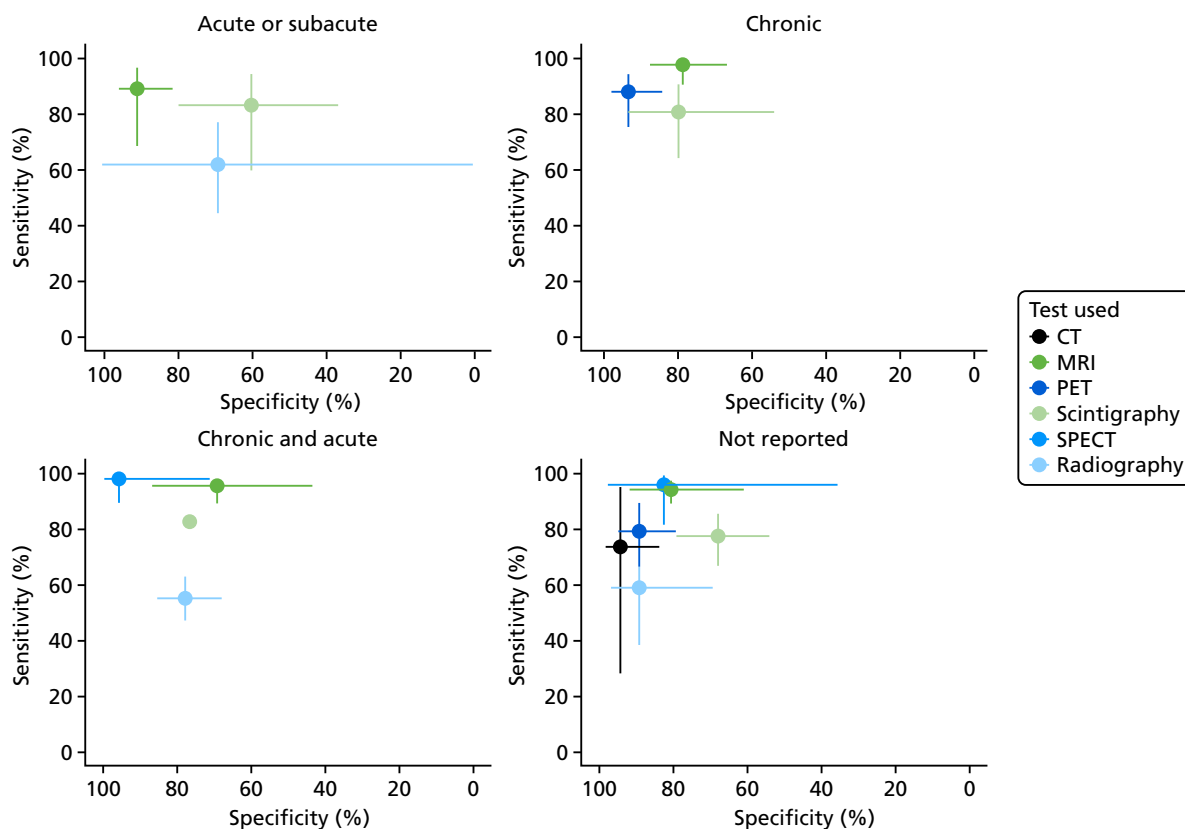 Acute or subacute
Sensitivity (%)
100
80
60
40
20
0
100 80 60 40 20 0
Specificity (%)
Chronic
Sensitivity (%)
100
80
60
40
20
0
100 80 60 40 20 0
Specificity (%)
Test used
CT
MRI
PET
Scintigraphy
SPECT
Radiography
Chronic and acute
Sensitivity (%)
100
80
60
40
20
0
100 80 60 40 20 0
Specificity (%)
Not reported
Sensitivity (%)
100
80
60
40
20
0
100 80 60 40 20 0
Specificity (%)